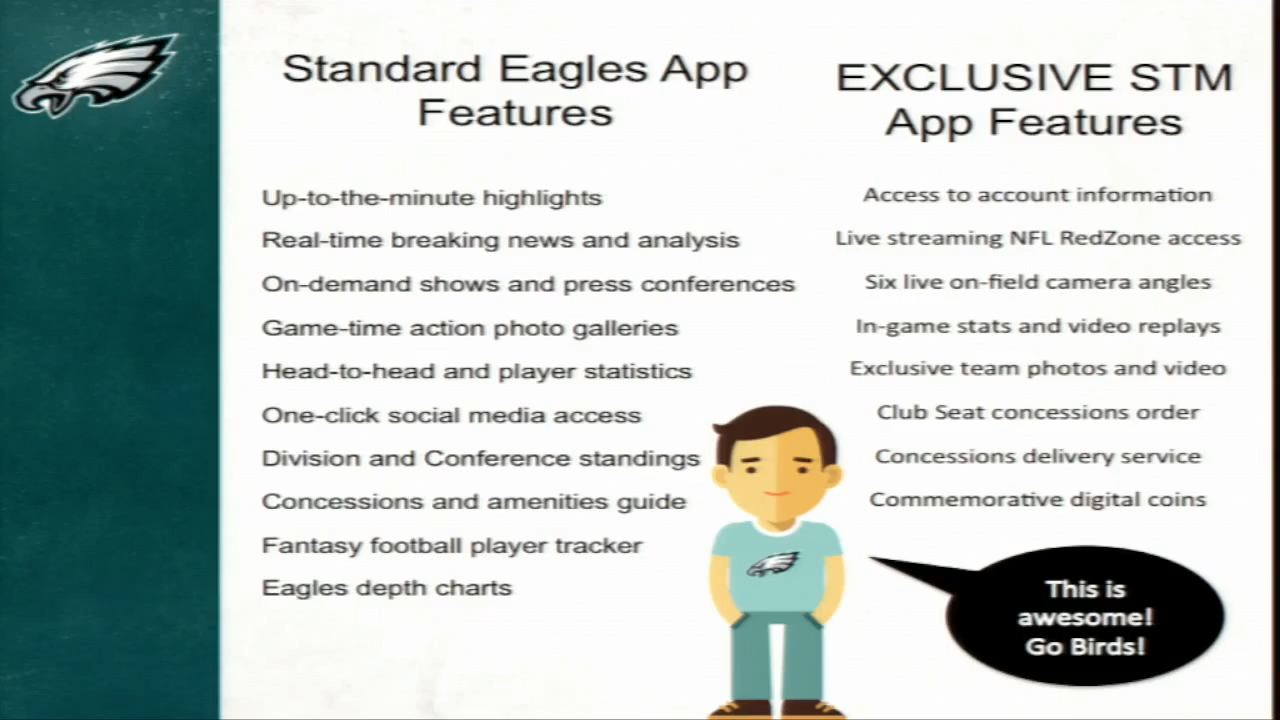 Standard Eagles App
Features
Up-to-the-minute highlights
Real-time breaking news and analysis
On-demand shows and press conferences
Game-time action photo galleries
Head-to-head and player statistics
One-click social media access
Division and Conference standings
Concessions and amenities guide
Fantasy football player tracker
Eagles depth charts
EXCLUSIVE STM
App Features
Access to account information
Live streaming NFL RedZone access
Six live on-field camera angles
In-game stats and video replays
Exclusive team photos and video
Club Seat concessions order
Concessions delivery service
Commemorative digital coins
This is
awesome!
Go Birds!